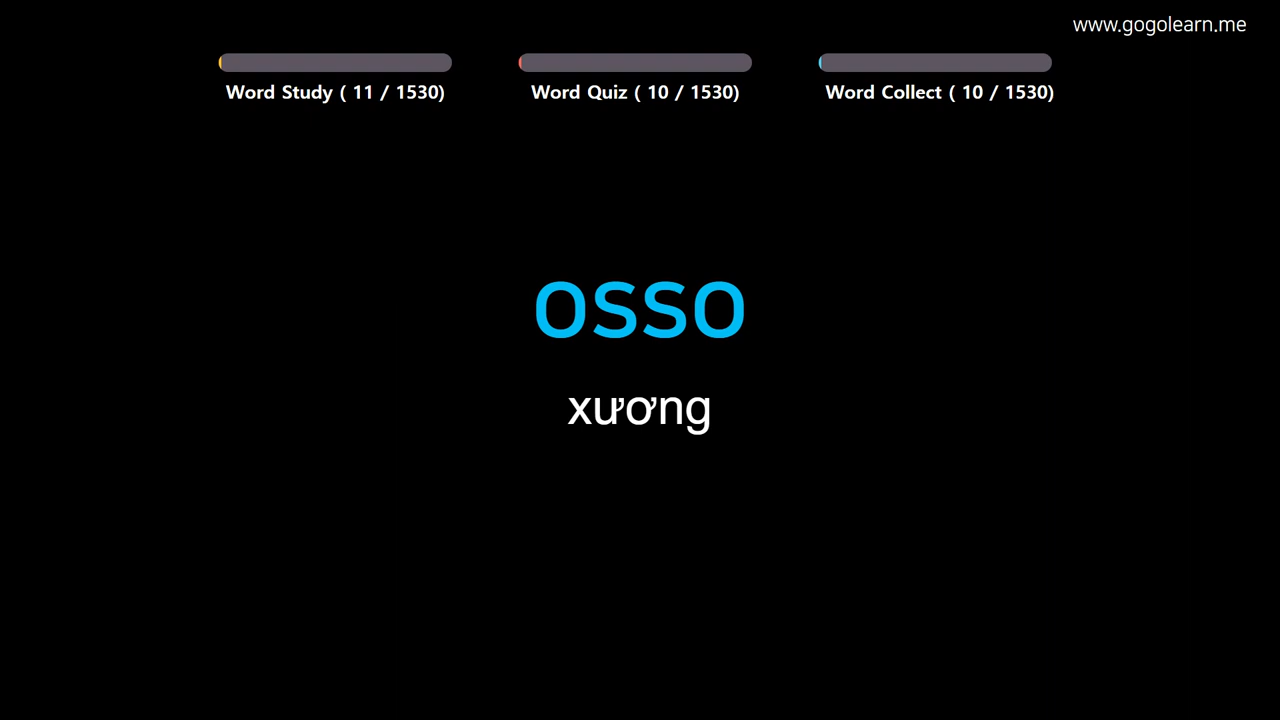 www.gogolearn.me
Word Study ( 11 / 1530)
Word Quiz ( 10 / 1530)
Word Collect ( 10 / 1530)
osso
xương